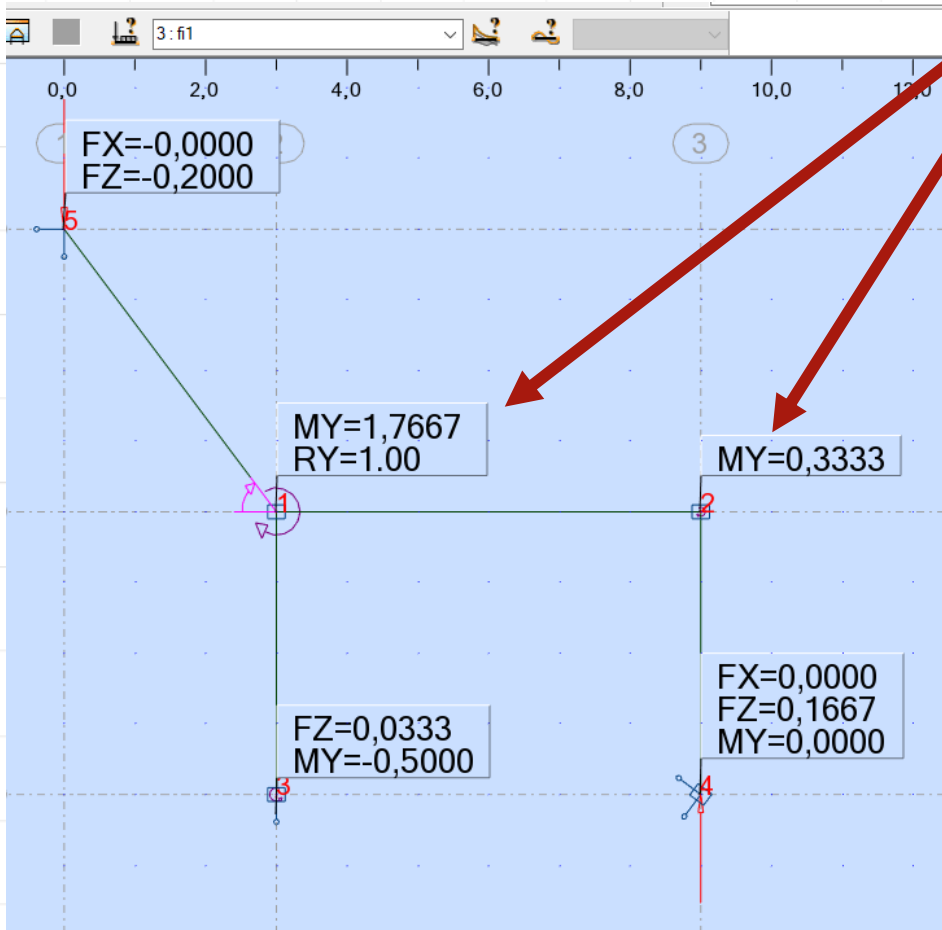 3 : fi1
0,0 2,0 4,0 6,0 8,0 10,0
3
FX=-0,0000
FZ=-0,2000
5
MY=1,7667
RY=1.00
1
MY=0,3333
2
FX=0,0000
FZ=0,1667
MY=0,0000
FZ=0,0333
MY=-0,5000
3
4